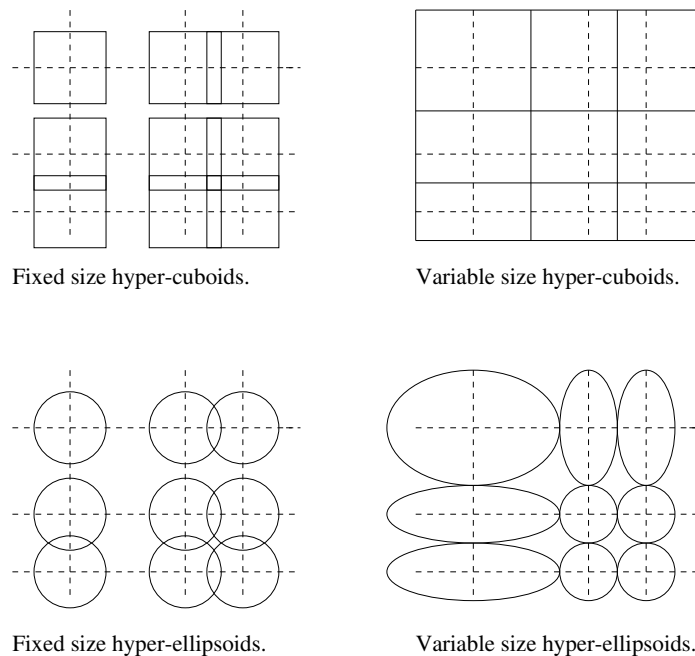 Fixed size hyper-cuboids.
Variable size hyper-cuboids.
Fixed size hyper-ellipsoids.
Variable size hyper-ellipsoids.